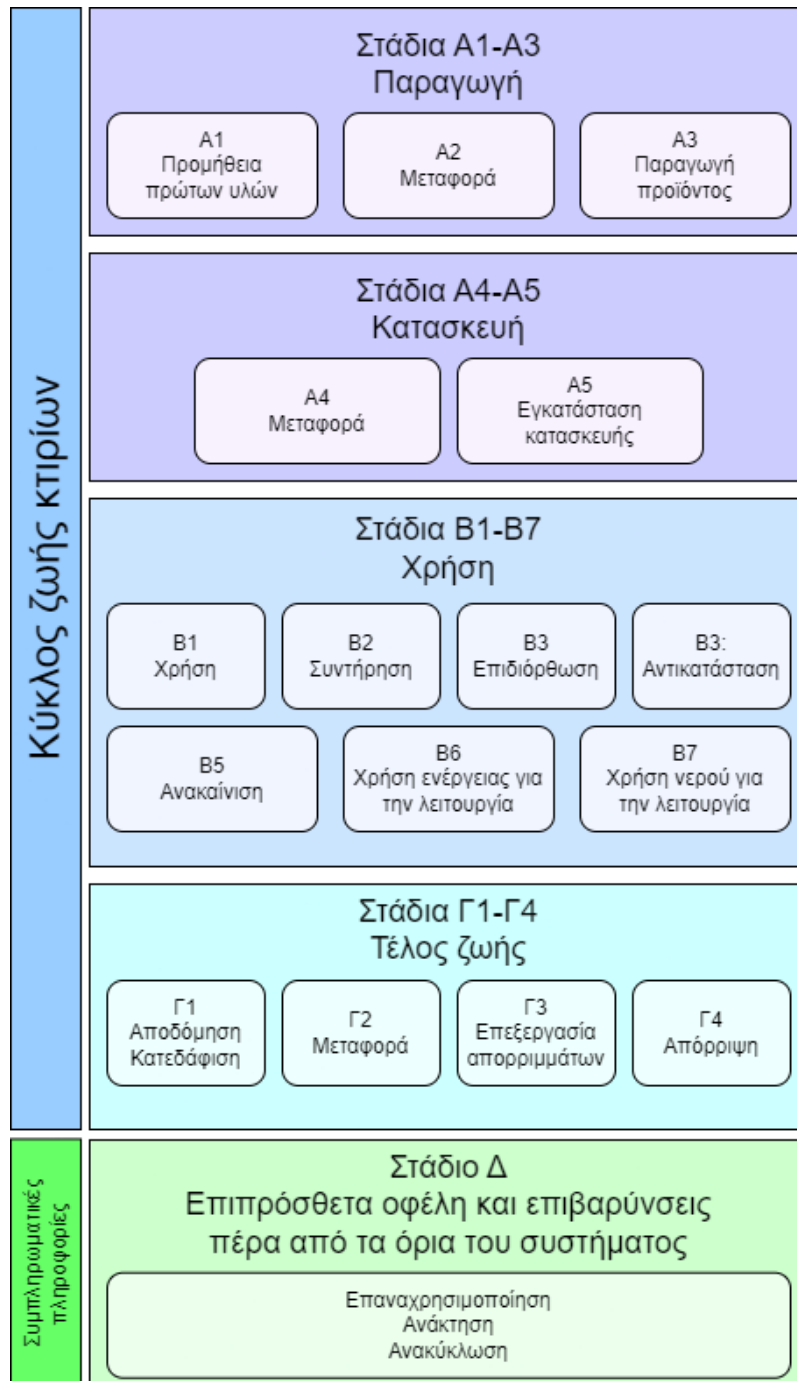 Κύκλος ζωής κτιρίων
Στάδια Α1-Α3
Παραγωγή
Α1
Προμήθεια
πρώτων υλών
Α2
Μεταφορά
Α3
Παραγωγή
προϊόντος
Στάδια Α4-Α5
Κατασκευή
Α4
Μεταφορά
Α5
Εγκατάσταση
κατασκευής
Στάδια Β1-Β7
Χρήση
Β1
Χρήση
Β2
Συντήρηση
Β3
Επιδιόρθωση
Β3:
Αντικατάσταση
Β5
Ανακαίνιση
Β6
Χρήση ενέργειας για
την λειτουργία
Β7
Χρήση νερού για
την λειτουργία
Στάδια Γ1-Γ4
Τέλος ζωής
Γ1
Αποδόμηση
Κατεδάφιση
Γ2
Μεταφορά
Γ3
Επεξεργασία
απορριμμάτων
Γ4
Απόρριψη
Συμπληρωματικές
πληροφορίες
Στάδιο Δ
Επιπρόσθετα οφέλη και επιβαρύνσεις
πέρα από τα όρια του συστήματος
Επαναχρησιμοποίηση
Ανάκτηση
Ανακύκλωση